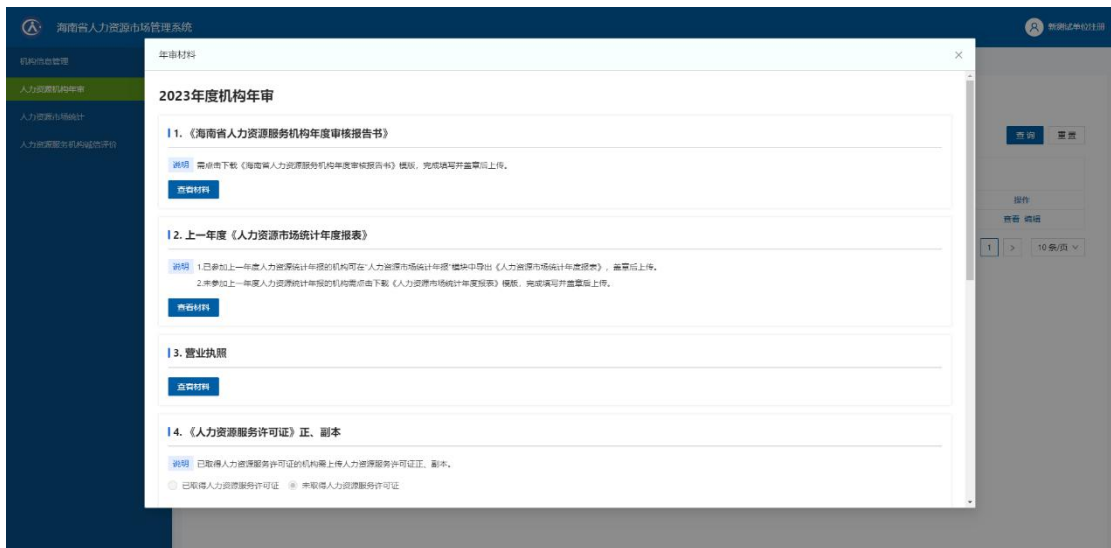 海南省人力资源市场管理系统
新测试单位注册
机构信息管理
人力资源机构年审
人力资源市场统计
人力资源服务机构诚信评价
查询 重置
操作
查看 编辑
1 > 10 条/页
年审材料
2023年度机构年审
1. 《海南省人力资源服务机构年度审核报告书》
说明 需点击下载《海南省人力资源服务机构年度审核报告书》模版,完成填写并盖章后上传。
查看材料
2. 上一年度《人力资源市场统计年度报表》
说明 1.已参加上一年度人力资源统计年报的机构可在"人力资源市场统计年报"模块中导出《人力资源市场统计年度报表》,盖章后上传。
2.未参加上一年度人力资源统计年报的机构需点击下载《人力资源市场统计年度报表》模版,完成填写并盖章后上传。
查看材料
3. 营业执照
查看材料
4. 《人力资源服务许可证》正、副本
说明 已取得人力资源服务许可证的机构需上传人力资源服务许可证正、副本。
已取得人力资源服务许可证 未取得人力资源服务许可证